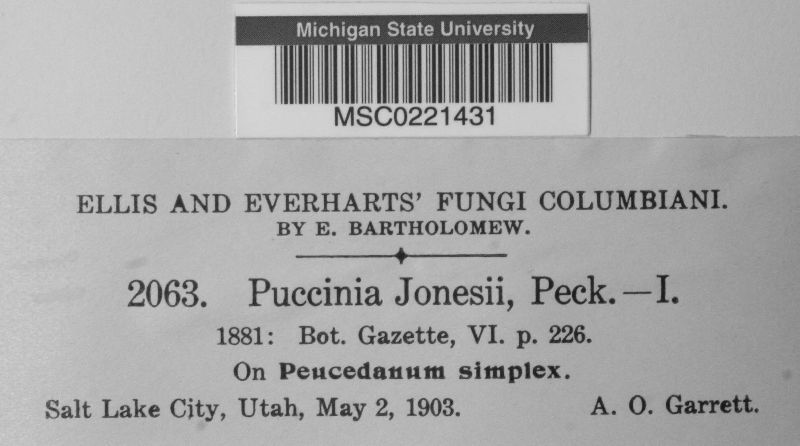 Michigan State University
MSC0221431
ELLIS AND EVERHARTS' FUNGI COLUMBIANI.
BY E. BARTHOLOMEW.
2063. Puccinia Jonesii, Peck.—I.
1881: Bot. Gazette, VI. p. 226.
On Peucedanum simplex.
Salt Lake City, Utah, May 2, 1903. A. O. Garrett.